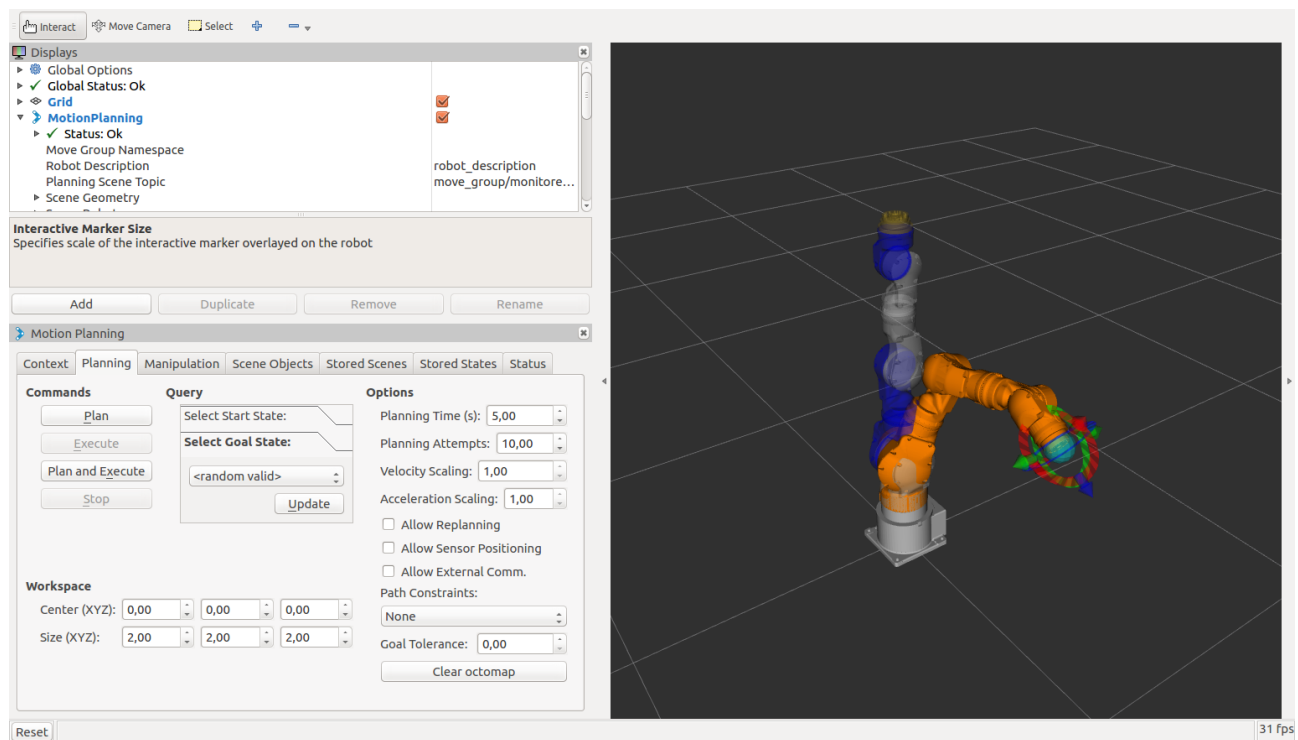 Interact Move Camera Select
Displays
Global Options
Global Status: Ok
Grid
MotionPlanning
Status: Ok
Move Group Namespace
Robot Description robot_description
Planning Scene Topic move_group/monitore...
Scene Geometry
Interactive Marker Size
Specifies scale of the interactive marker overlayed on the robot
Add Duplicate Remove Rename
Motion Planning
Context Planning Manipulation Scene Objects Stored Scenes Stored States Status
Commands Query Options
Plan Select Start State: Planning Time (s): 5,00
Execute Select Goal State: Planning Attempts: 10,00
Plan and Execute <random valid> Velocity Scaling: 1,00
Stop Update Acceleration Scaling: 1,00
Allow Replanning
Allow Sensor Positioning
Allow External Comm.
Workspace Path Constraints:
Center (XYZ): 0,00 0,00 0,00 None
Size (XYZ): 2,00 2,00 2,00 Goal Tolerance: 0,00
Clear octomap
Reset 31 fps